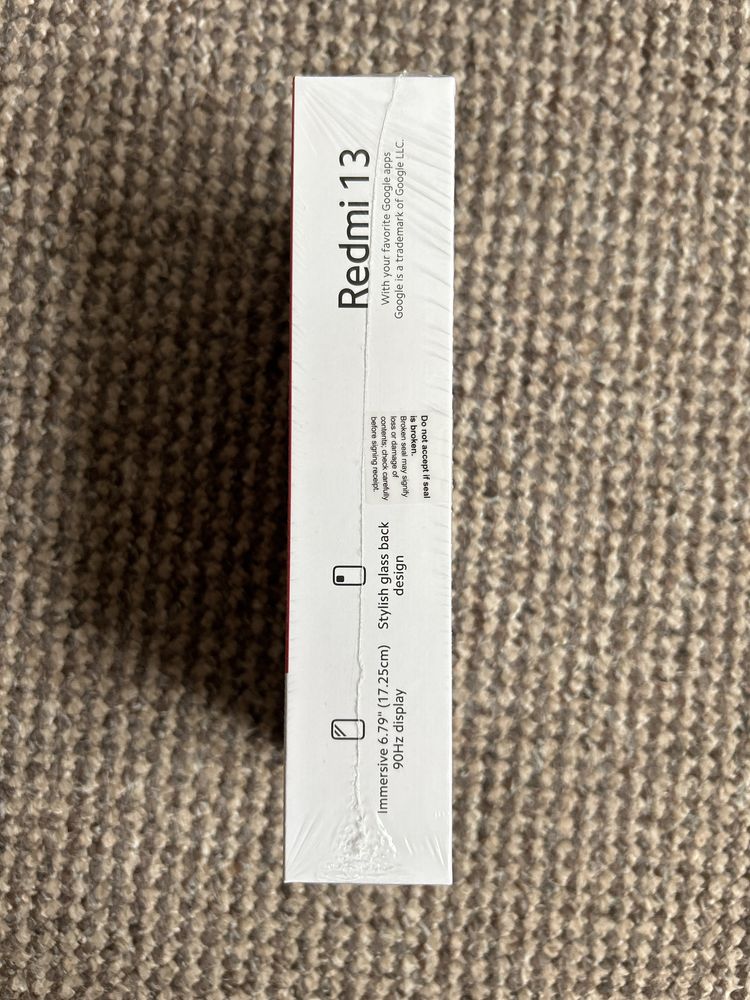 Redmi 13
With your favorite Google apps
Google is a trademark of Google LLC.
Do not accept if seal
is broken.
Broken seal may signify
loss or damage of
contents; check carefully
before signing receipt.
Stylish glass back
design
Immersive 6.79" (17.25cm)
90Hz display